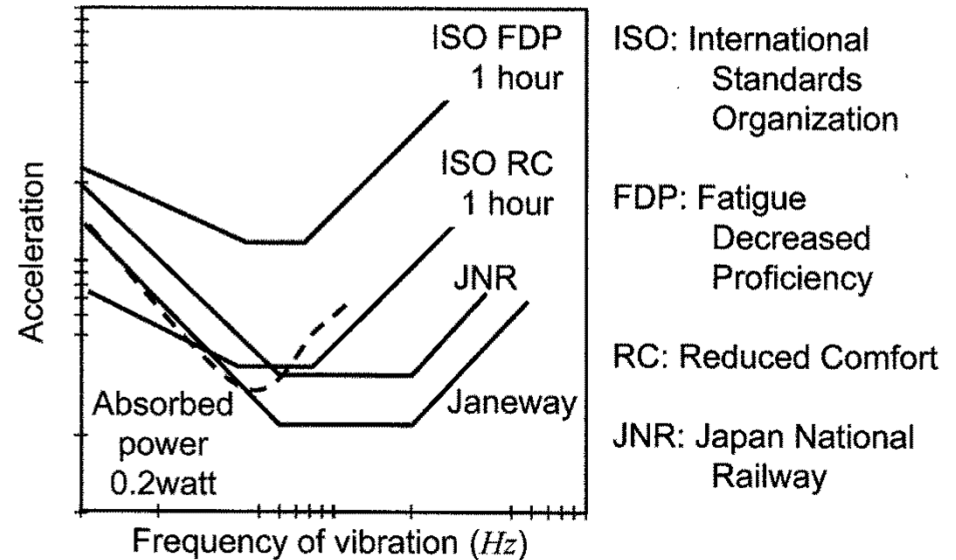 ISO FDP
1 hour
ISO RC
1 hour
JNR
Janeway
Absorbed
power
0.2watt
Acceleration
Frequency of vibration (Hz)
ISO: International
Standards
Organization
FDP: Fatigue
Decreased
Proficiency
RC: Reduced Comfort
JNR: Japan National
Railway